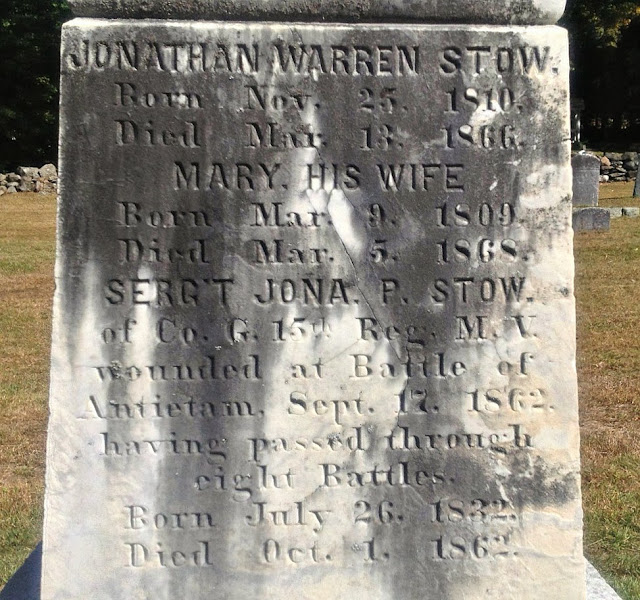 JONATHAN WARREN STOW.
Born Nov. 25. 1810.
Died Mar. 13. 1866.
MARY, HIS WIFE
Born Mar. 9. 1809.
Died Mar. 5. 1868.
SERG'T JONA. P. STOW.
of Co. G. 15th Reg. M. V.
wounded at Battle of
Antietam, Sept. 17. 1862.
having passed through
eight Battles.
Born July 26. 1832.
Died Oct. 1. 1862.